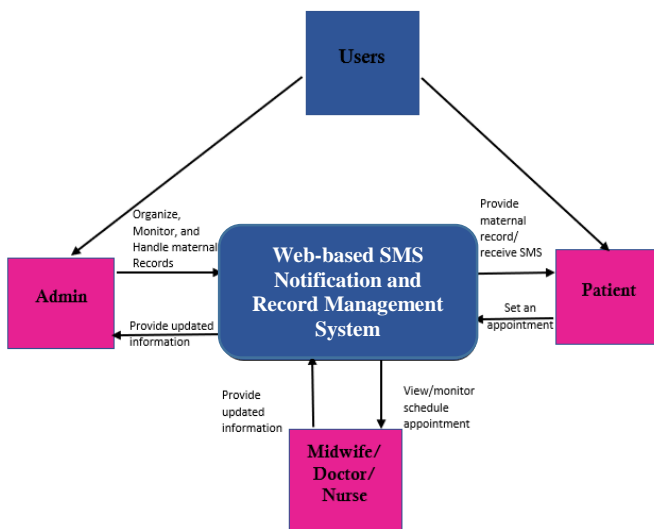 Users
Organize,
Monitor, and
Handle maternal
Records
Provide
maternal
record/
receive SMS
Web-based SMS
Notification and
Record Management
System
Admin
Patient
Provide updated
information
Set an
appointment
Provide
updated
information
View/monitor
schedule
appointment
Midwife/
Doctor/
Nurse